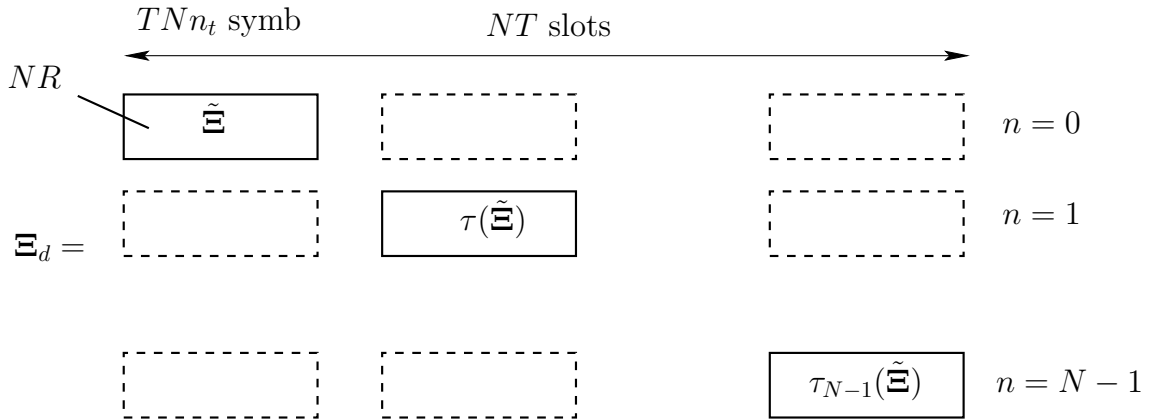 TNn_t symb NT slots
NR
Ξ̃ n = 0
τ(Ξ̃) n = 1
Ξ_d =
τ_{N−1}(Ξ̃) n = N − 1